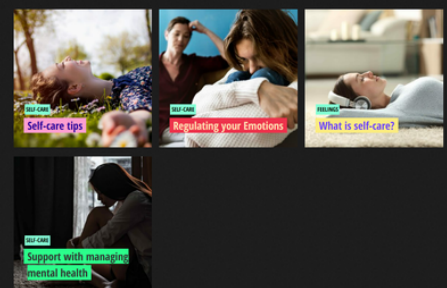 SELF-CARE
Self-care tips
SELF-CARE
Regulating your Emotions
FEELINGS
What is self-care?
SELF-CARE
Support with managing
mental health